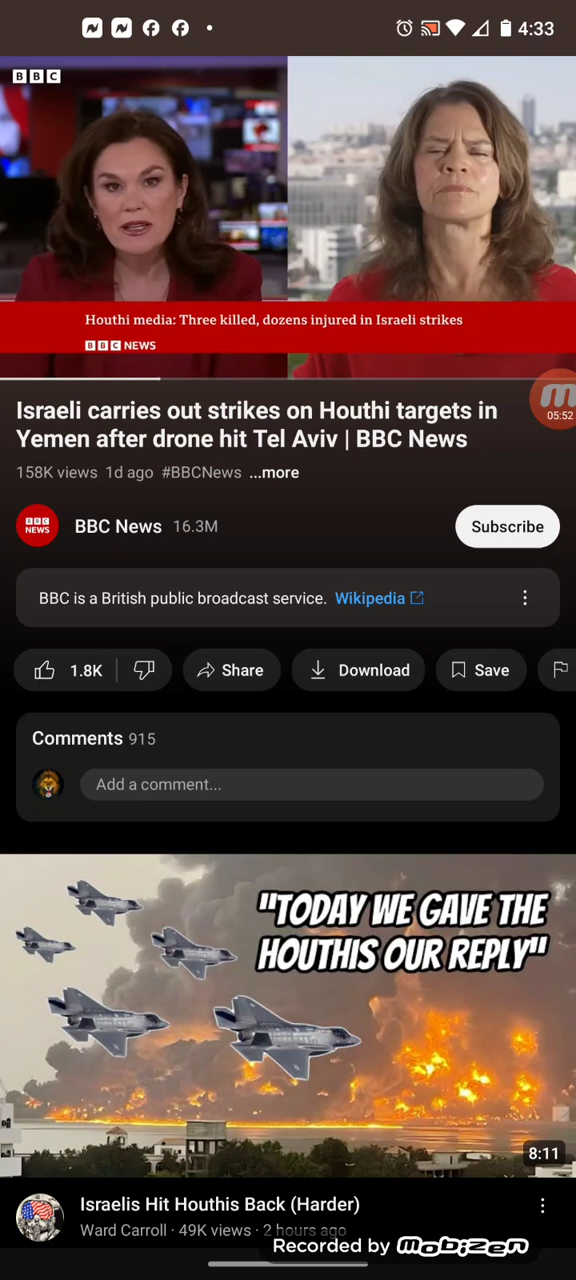 4:33
BBC
Houthi media: Three killed, dozens injured in Israeli strikes
BBC NEWS
05:52
Israeli carries out strikes on Houthi targets in
Yemen after drone hit Tel Aviv | BBC News
158K views 1d ago #BBCNews ...more
BBC NEWS
BBC News 16.3M
Subscribe
BBC is a British public broadcast service. Wikipedia
1.8K
Share
Download
Save
Comments 915
Add a comment...
"TODAY WE GAVE THE
HOUTHIS OUR REPLY"
8:11
Israelis Hit Houthis Back (Harder)
Ward Carroll · 49K views · 2 hours ago
Recorded by mobizen